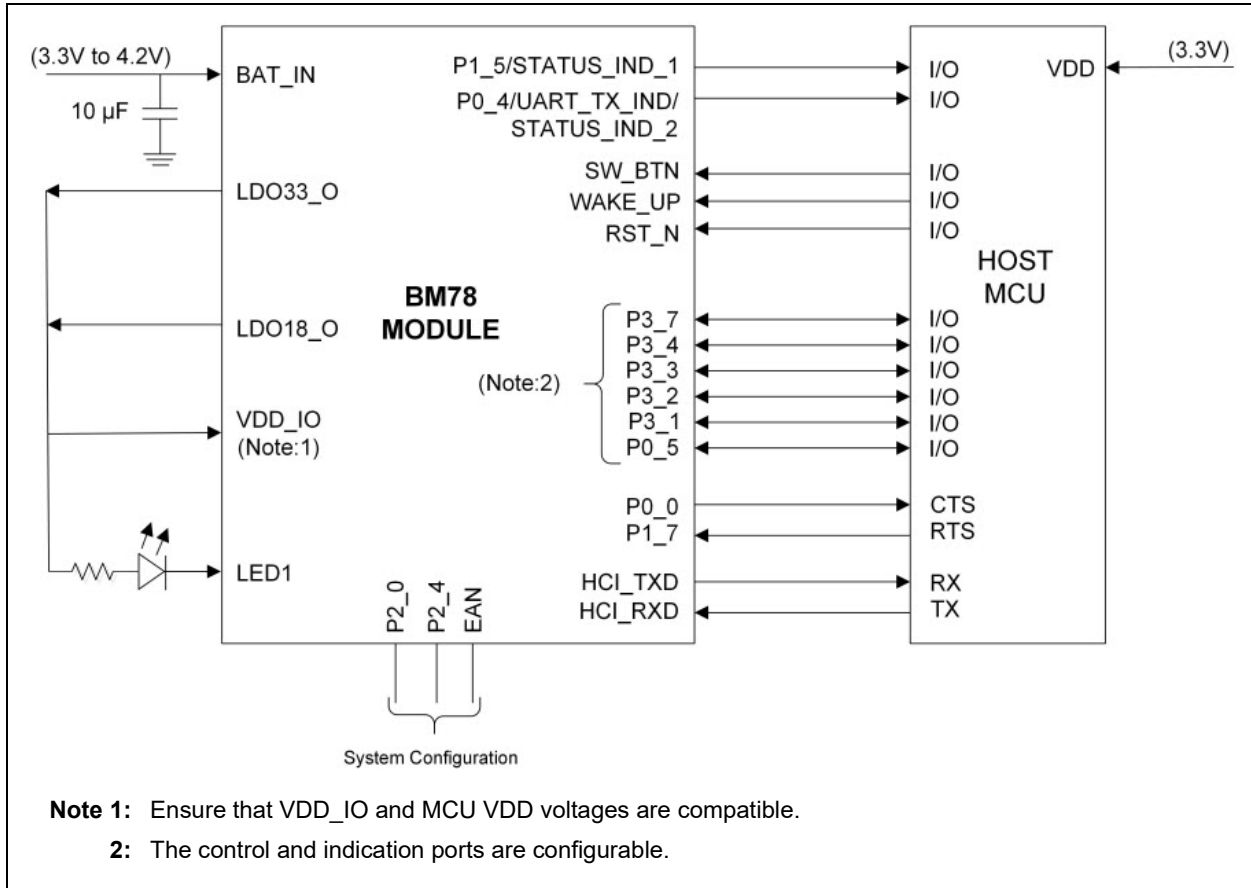 (3.3V to 4.2V)
10 µF
BAT_IN
LDO33_O
LDO18_O
VDD_IO
(Note:1)
LED1
BM78
MODULE
P2_0
P2_4
EAN
System Configuration
P1_5/STATUS_IND_1
P0_4/UART_TX_IND/
STATUS_IND_2
SW_BTN
WAKE_UP
RST_N
(Note:2)
P3_7
P3_4
P3_3
P3_2
P3_1
P0_5
P0_0
P1_7
HCI_TXD
HCI_RXD
I/O
I/O
I/O
I/O
I/O
I/O
I/O
I/O
I/O
I/O
I/O
CTS
RTS
RX
TX
VDD
(3.3V)
HOST
MCU
Note 1: Ensure that VDD_IO and MCU VDD voltages are compatible.
2: The control and indication ports are configurable.